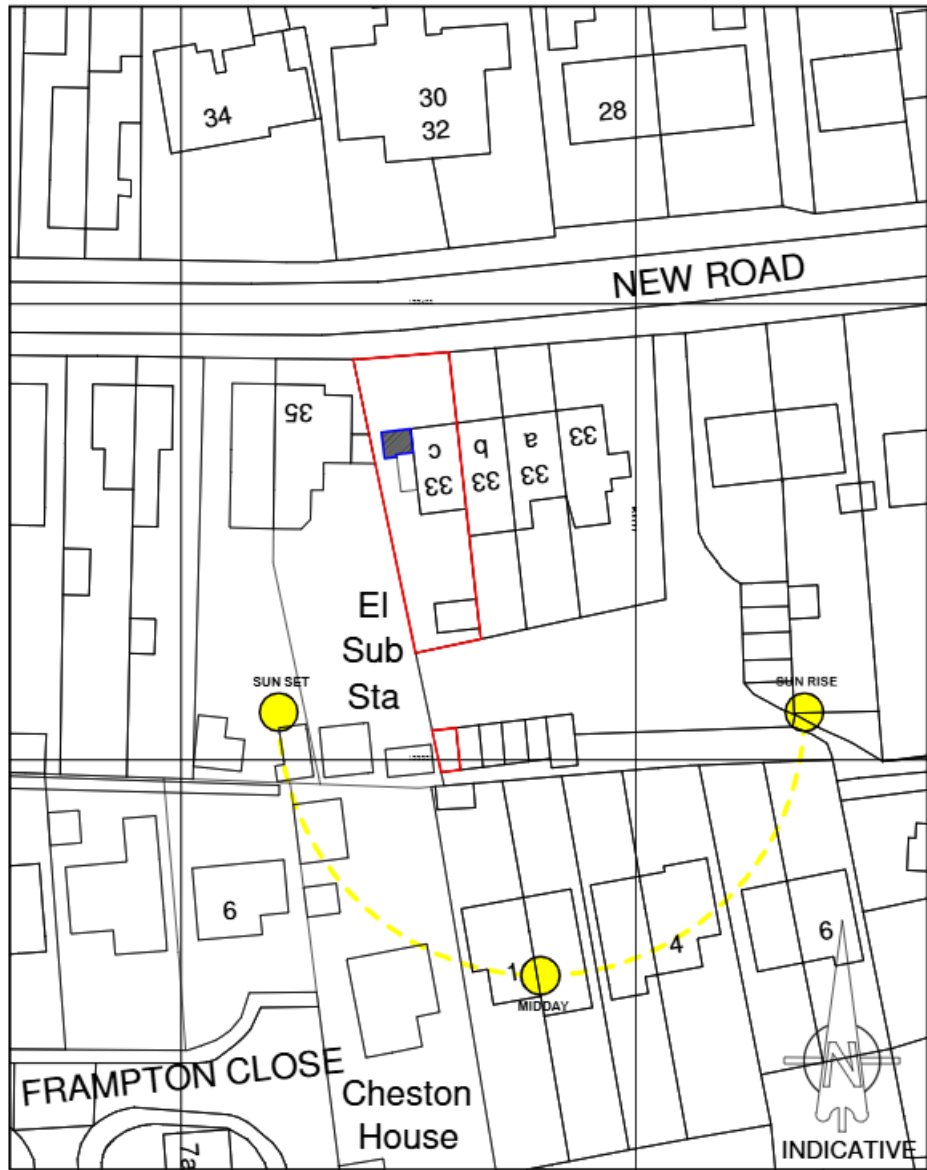 34
30
32
28
NEW ROAD
35
c
33
b
33
a
33
33
El
Sub
Sta
SUN SET
SUN RISE
6
1
MIDDAY
4
6
FRAMPTON CLOSE
Cheston
House
7a
N
INDICATIVE